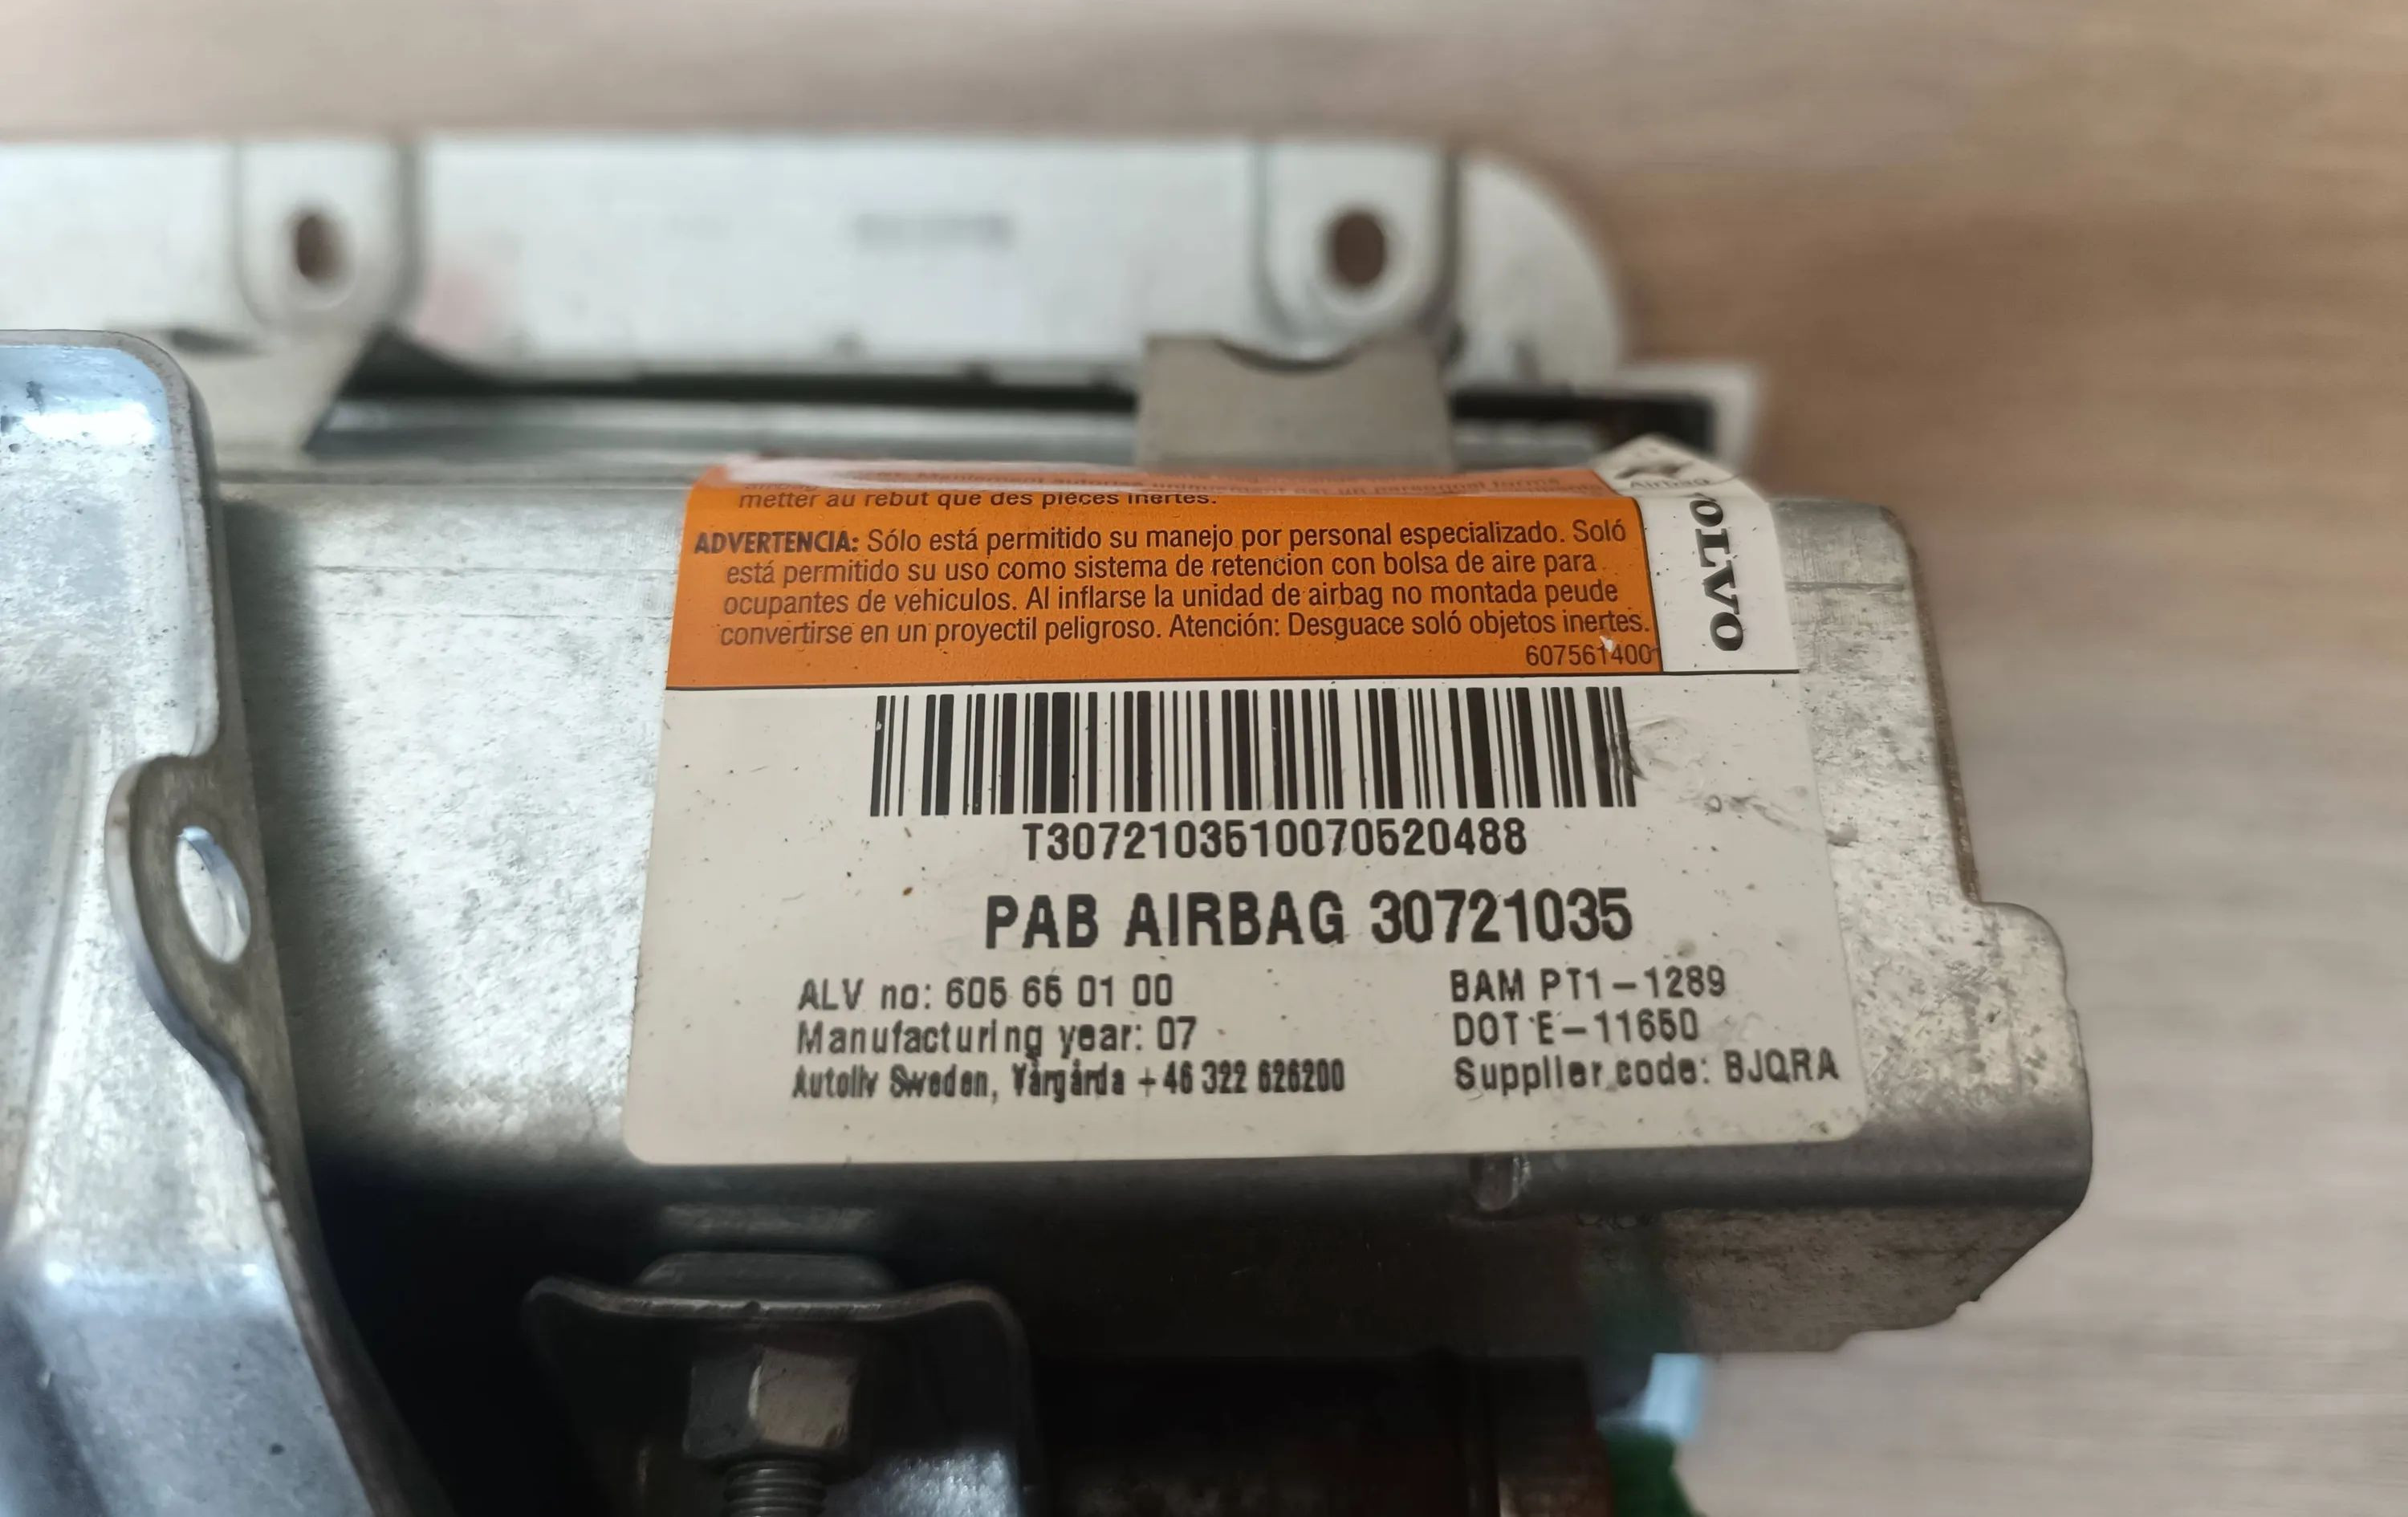 metter au rebut que des pièces inertes.
ADVERTENCIA: Sólo está permitido su manejo por personal especializado. Soló
está permitido su uso como sistema de retencion con bolsa de aire para
ocupantes de vehiculos. Al inflarse la unidad de airbag no montada peude
convertirse en un proyectil peligroso. Atención: Desguace soló objetos inertes.
607561400
Airbag
VOLVO
T3072103510070520488
PAB AIRBAG 30721035
ALV no: 605 65 01 00
Manufacturing year: 07
Autoliv Sweden, Vårgårda +46 322 626200
BAM PT1-1289
DOT E-11650
Supplier code: BJQRA